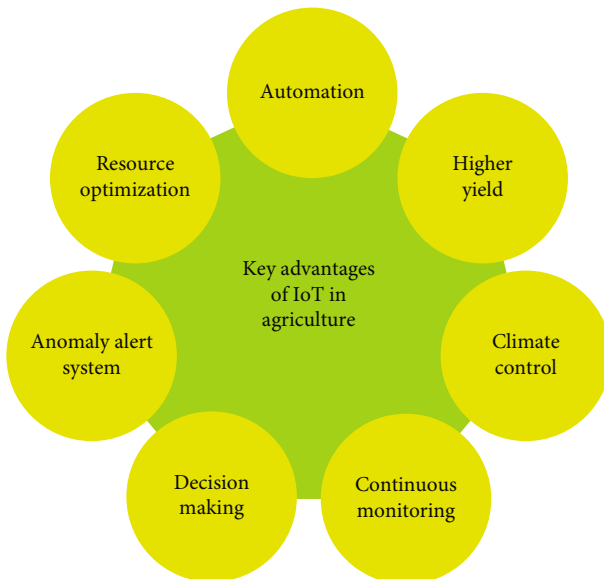 Automation
Higher
yield
Climate
control
Continuous
monitoring
Decision
making
Anomaly alert
system
Resource
optimization
Key advantages
of IoT in
agriculture